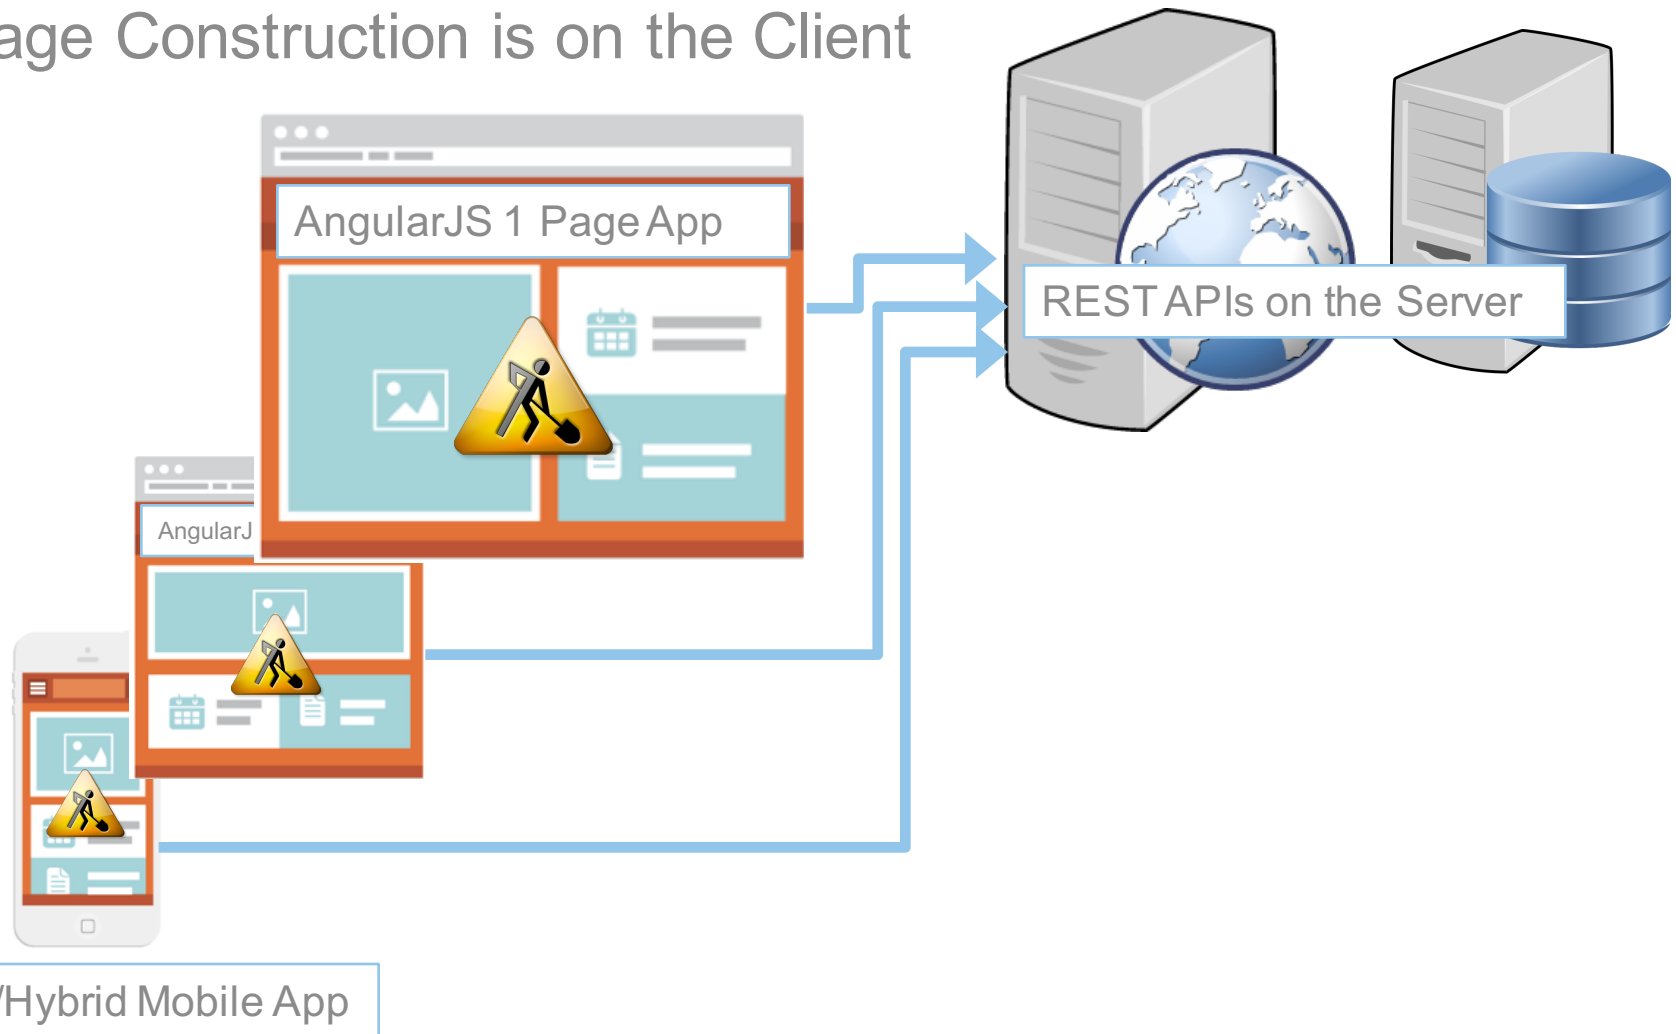 age Construction is on the Client
AngularJS 1 Page App
REST APIs on the Server
AngularJ
/Hybrid Mobile App